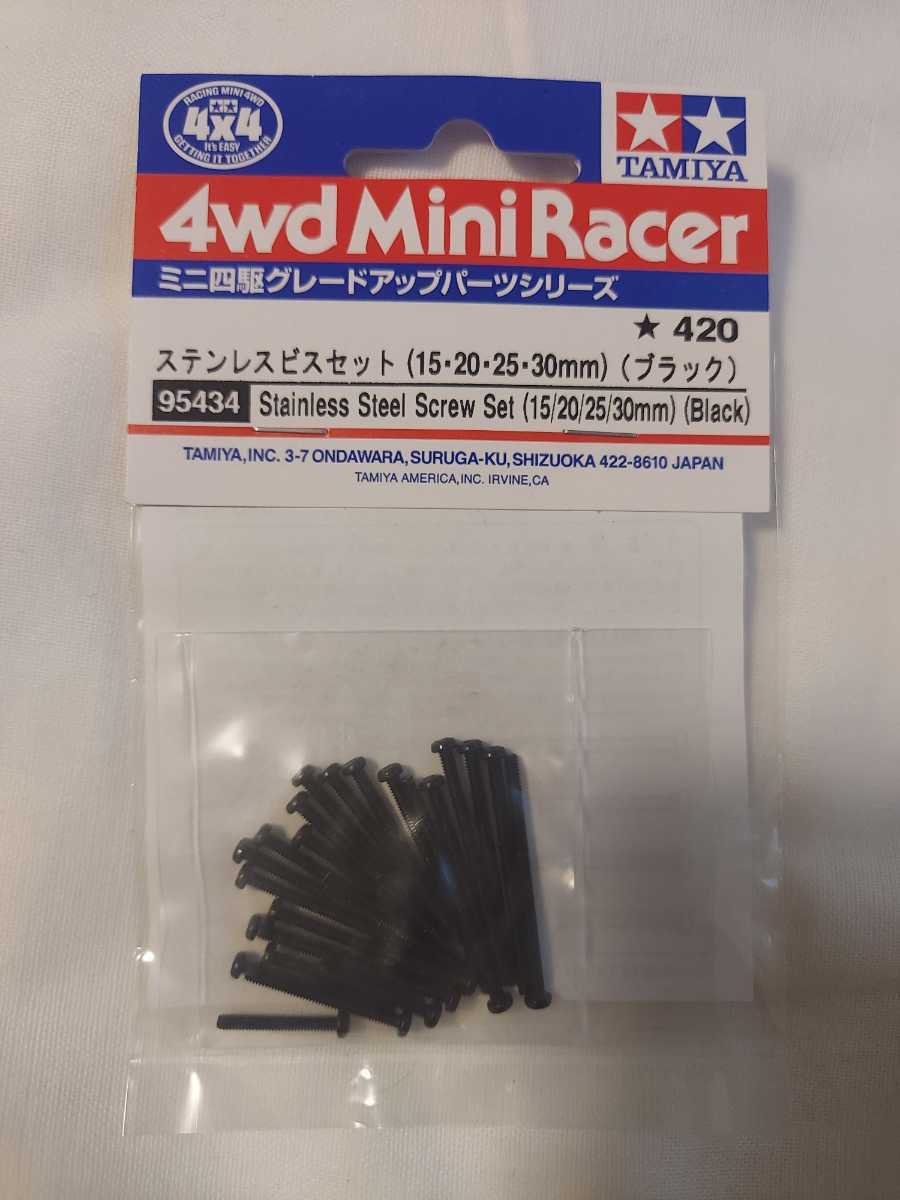 RACING MINI 4WD
4x4
It's EASY
GETTING IT TOGETHER
TAMIYA
4wd Mini Racer
ミニ四駆グレードアップパーツシリーズ
★ 420
ステンレスビスセット (15・20・25・30mm) (ブラック)
95434 Stainless Steel Screw Set (15/20/25/30mm) (Black)
TAMIYA, INC. 3-7 ONDAWARA, SURUGA-KU, SHIZUOKA 422-8610 JAPAN
TAMIYA AMERICA, INC. IRVINE, CA